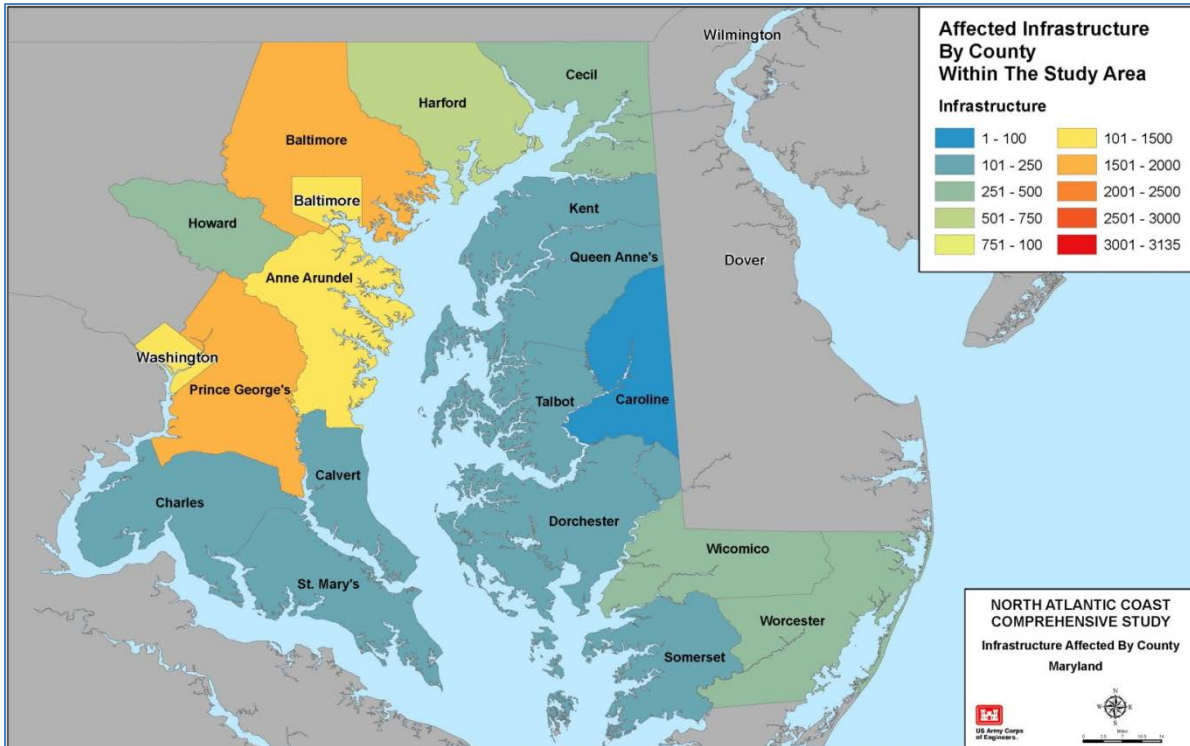 Wilmington
Affected Infrastructure
By County
Within The Study Area
Infrastructure
1 - 100
101 - 250
251 - 500
501 - 750
751 - 100
101 - 1500
1501 - 2000
2001 - 2500
2501 - 3000
3001 - 3135
Cecil
Harford
Baltimore
Baltimore
Howard
Kent
Queen Anne's
Anne Arundel
Dover
Washington
Prince George's
Talbot
Caroline
Calvert
Charles
Dorchester
Wicomico
St. Mary's
Worcester
Somerset
NORTH ATLANTIC COAST
COMPREHENSIVE STUDY
Infrastructure Affected By County
Maryland
US Army Corps
of Engineers.
N
W E
S
Miles